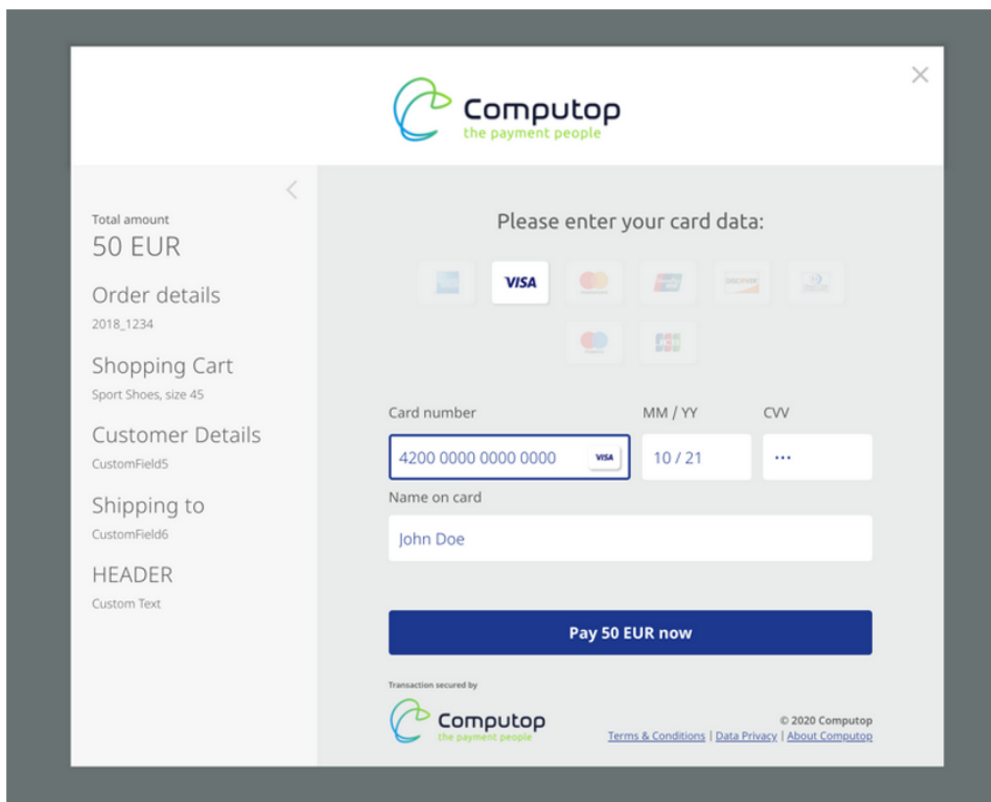 Computop
the payment people
Total amount
50 EUR
Order details
2018_1234
Shopping Cart
Sport Shoes, size 45
Customer Details
CustomField5
Shipping to
CustomField6
HEADER
Custom Text
Please enter your card data:
VISA
DISCOVER
JCB
Card number
MM / YY
CVV
4200 0000 0000 0000
VISA
10 / 21
Name on card
John Doe
Pay 50 EUR now
Transaction secured by
Computop
the payment people
© 2020 Computop
Terms & Conditions | Data Privacy | About Computop